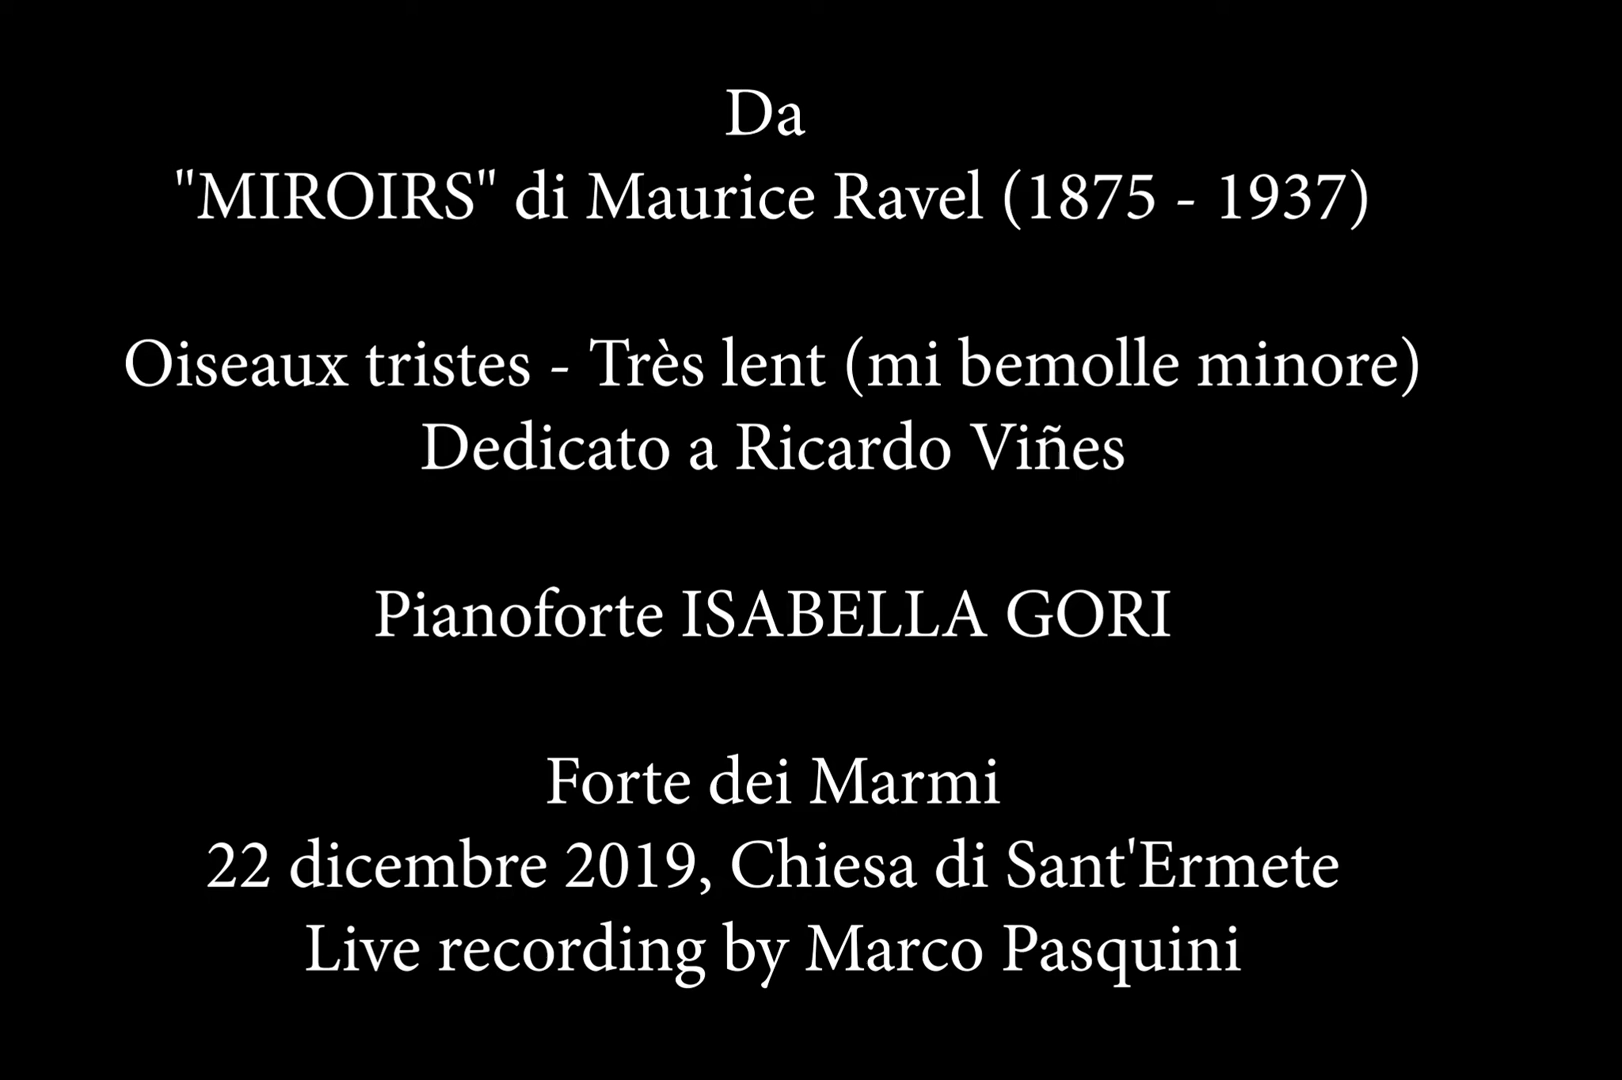 Da
"MIROIRS" di Maurice Ravel (1875 - 1937)
Oiseaux tristes - Très lent (mi bemolle minore)
Dedicato a Ricardo Viñes
Pianoforte ISABELLA GORI
Forte dei Marmi
22 dicembre 2019, Chiesa di Sant'Ermete
Live recording by Marco Pasquini